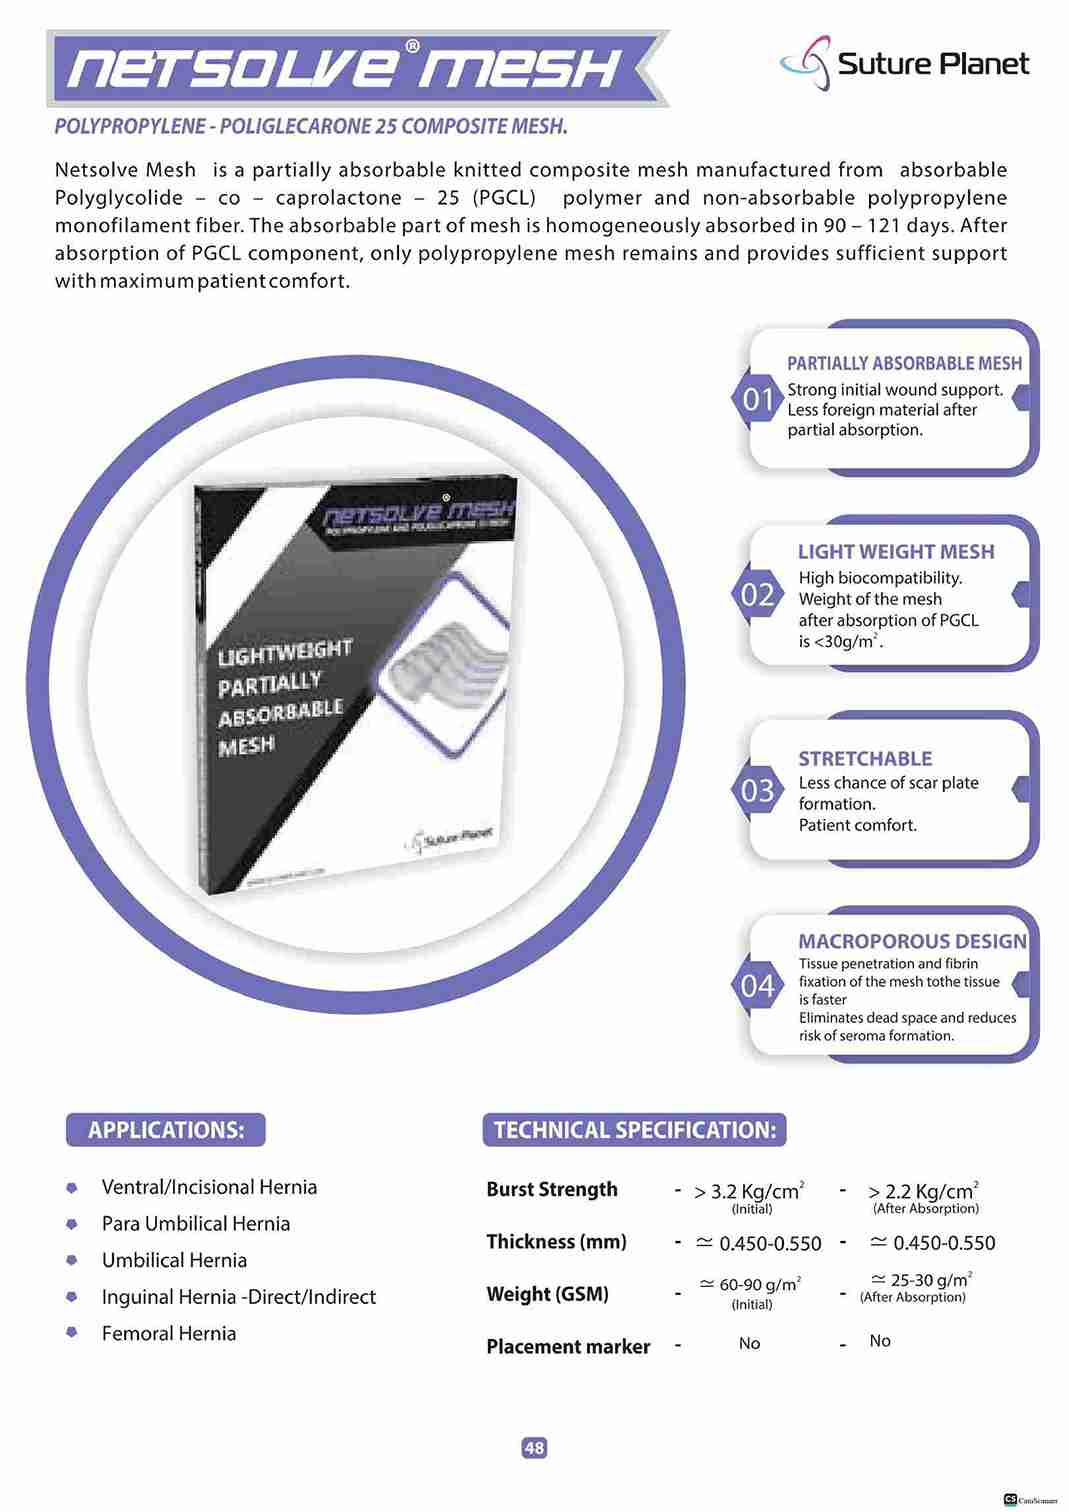 NETSOLVE® MESH
Suture Planet
POLYPROPYLENE - POLIGLECARONE 25 COMPOSITE MESH.
Netsolve Mesh is a partially absorbable knitted composite mesh manufactured from absorbable
Polyglycolide – co – caprolactone – 25 (PGCL) polymer and non-absorbable polypropylene
monofilament fiber. The absorbable part of mesh is homogeneously absorbed in 90 – 121 days. After
absorption of PGCL component, only polypropylene mesh remains and provides sufficient support
with maximum patient comfort.
01
PARTIALLY ABSORBABLE MESH
Strong initial wound support.
Less foreign material after
partial absorption.
02
LIGHT WEIGHT MESH
High biocompatibility.
Weight of the mesh
after absorption of PGCL
is <30g/m².
03
STRETCHABLE
Less chance of scar plate
formation.
Patient comfort.
04
MACROPOROUS DESIGN
Tissue penetration and fibrin
fixation of the mesh tothe tissue
is faster
Eliminates dead space and reduces
risk of seroma formation.
NETSOLVE® MESH
LIGHTWEIGHT
PARTIALLY
ABSORBABLE
MESH
Suture Planet
APPLICATIONS:
Ventral/Incisional Hernia
Para Umbilical Hernia
Umbilical Hernia
Inguinal Hernia -Direct/Indirect
Femoral Hernia
TECHNICAL SPECIFICATION:
Burst Strength - > 3.2 Kg/cm² - > 2.2 Kg/cm²
(Initial) (After Absorption)
Thickness (mm) - ≃ 0.450-0.550 - ≃ 0.450-0.550
Weight (GSM) - ≃ 60-90 g/m² - ≃ 25-30 g/m²
(Initial) (After Absorption)
Placement marker - No - No
48
CS CamScanner